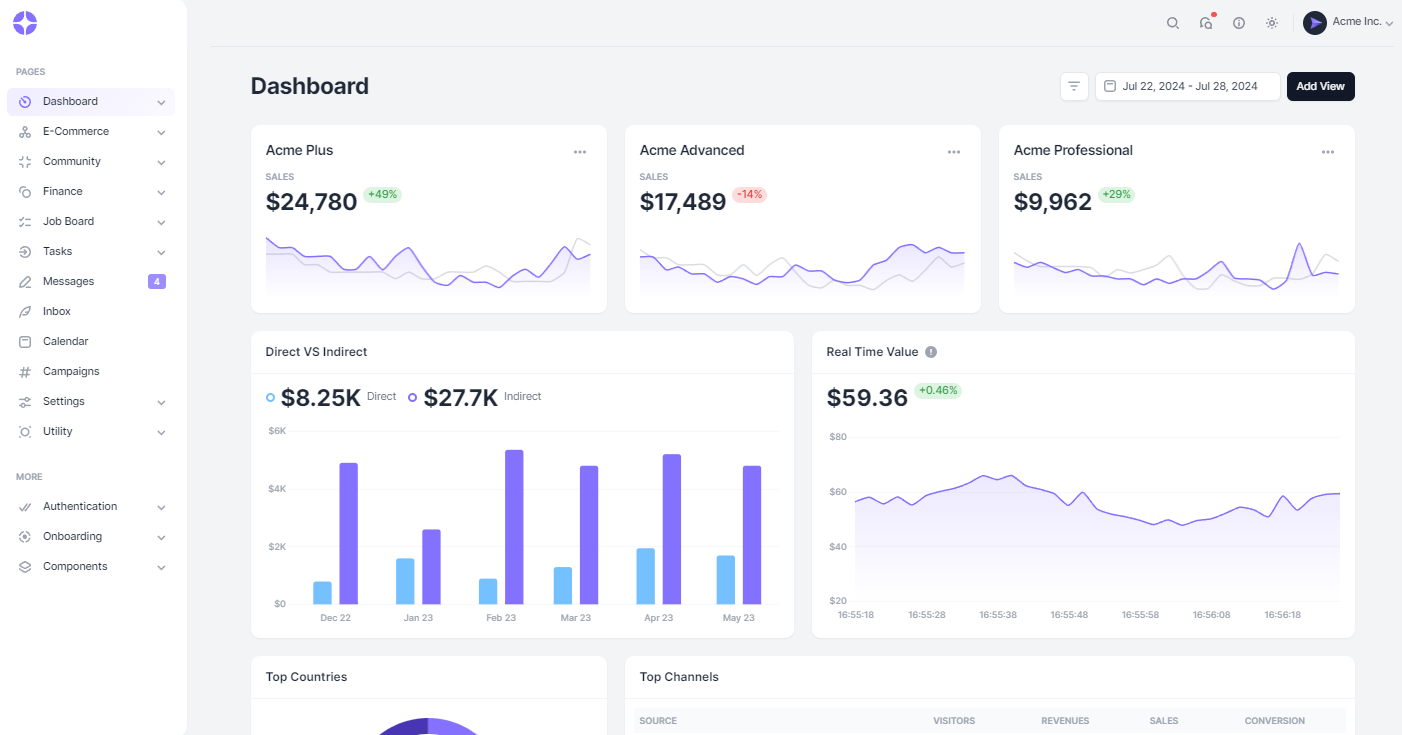 Acme Inc.
PAGES
Dashboard
E-Commerce
Community
Finance
Job Board
Tasks
Messages 4
Inbox
Calendar
Campaigns
Settings
Utility
MORE
Authentication
Onboarding
Components
Dashboard
Jul 22, 2024 - Jul 28, 2024
Add View
Acme Plus
SALES
$24,780 +49%
Acme Advanced
SALES
$17,489 -14%
Acme Professional
SALES
$9,962 +29%
Direct VS Indirect
$8.25K Direct $27.7K Indirect
$6K
$4K
$2K
$0
Dec 22 Jan 23 Feb 23 Mar 23 Apr 23 May 23
Real Time Value
$59.36 +0.46%
$80
$60
$40
$20
16:55:18 16:55:28 16:55:38 16:55:48 16:55:58 16:56:08 16:56:18
Top Countries
Top Channels
SOURCE VISITORS REVENUES SALES CONVERSION